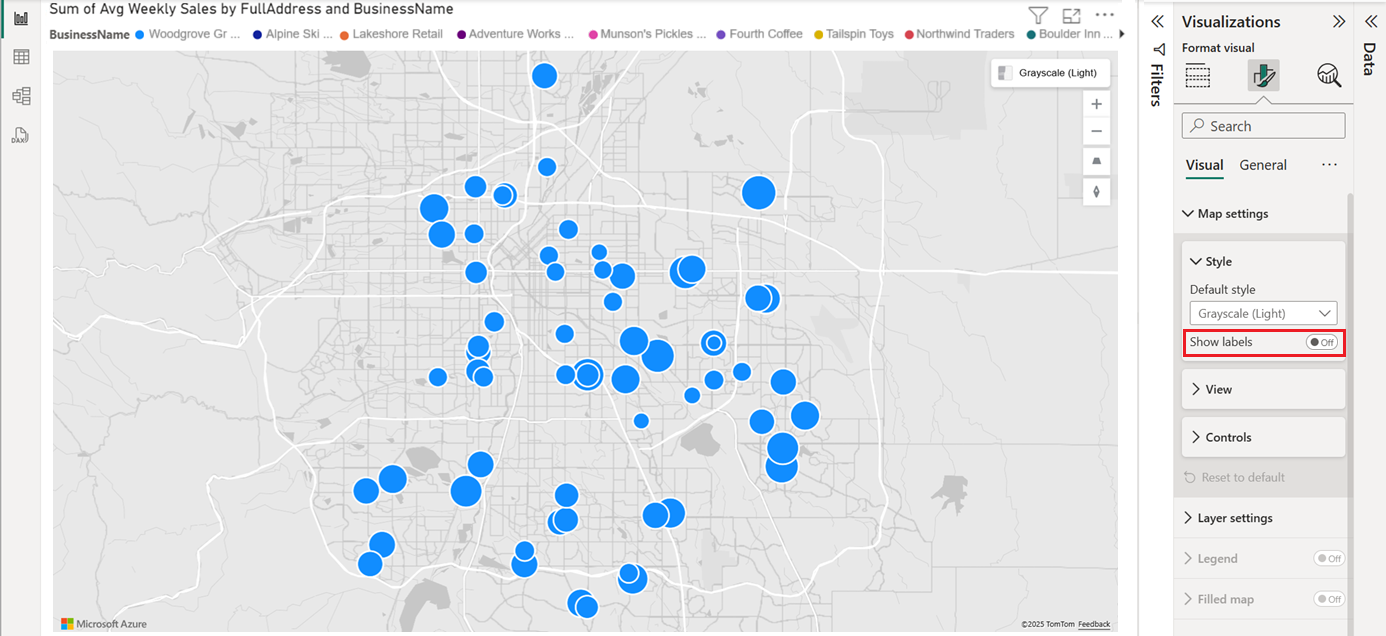 Sum of Avg Weekly Sales by FullAddress and BusinessName
BusinessName Woodgrove Gr ... Alpine Ski ... Lakeshore Retail Adventure Works ... Munson's Pickles ... Fourth Coffee Tailspin Toys Northwind Traders Boulder Inn ...
Grayscale (Light)
Microsoft Azure
©2025 TomTom Feedback
DAX
Filters
Visualizations
Format visual
Search
Visual General
Map settings
Style
Default style
Grayscale (Light)
Show labels Off
View
Controls
Reset to default
Layer settings
Legend Off
Filled map Off
Data